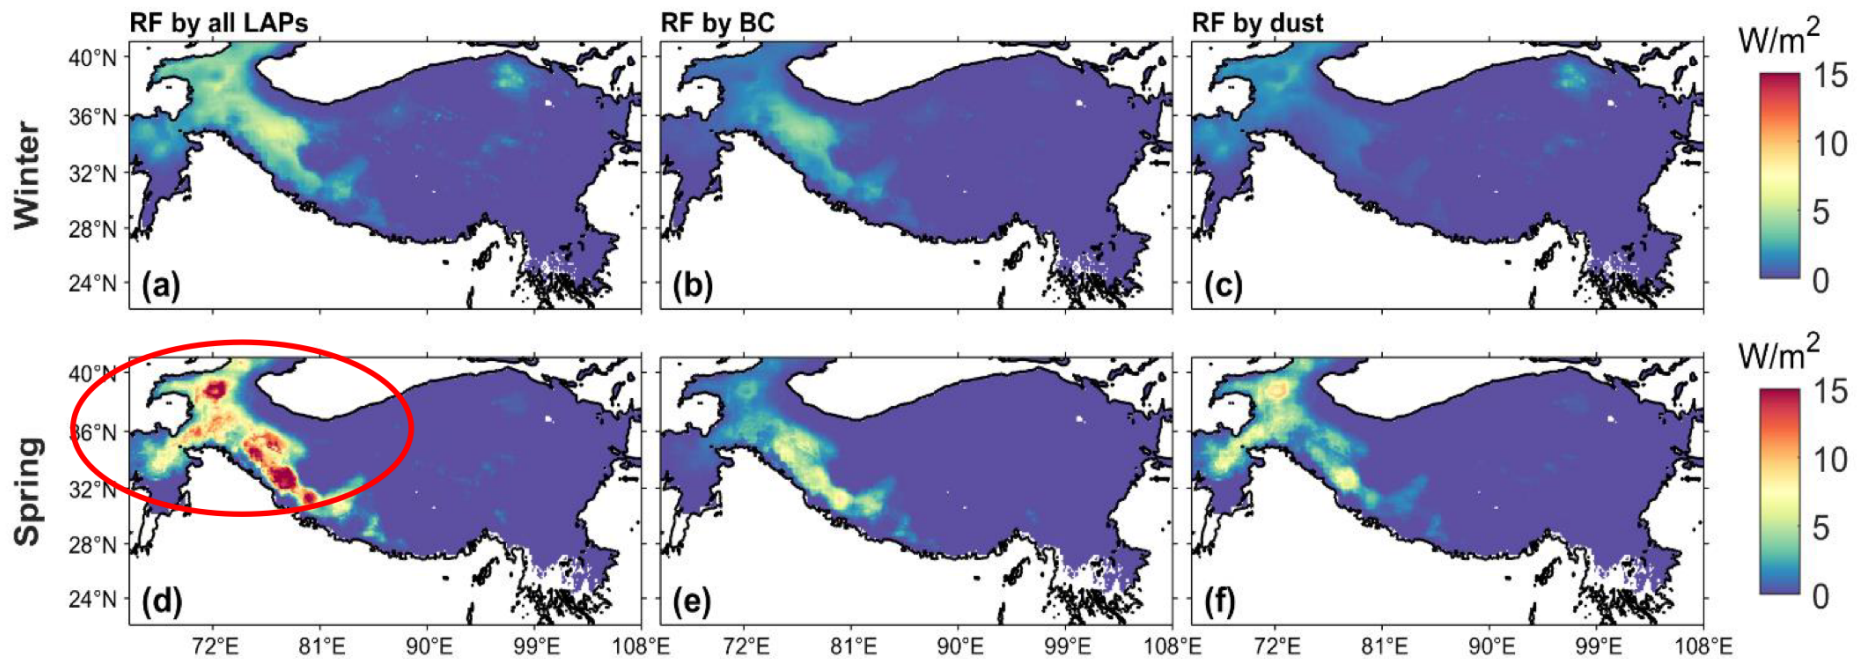 RF by all LAPs
RF by BC
RF by dust
W/m2
Winter
40°N
36°N
32°N
28°N
24°N
(a)
(b)
(c)
15
10
5
0
W/m2
Spring
40°N
36°N
32°N
28°N
24°N
(d)
(e)
(f)
15
10
5
0
72°E
81°E
90°E
99°E
108°E
72°E
81°E
90°E
99°E
108°E
72°E
81°E
90°E
99°E
108°E